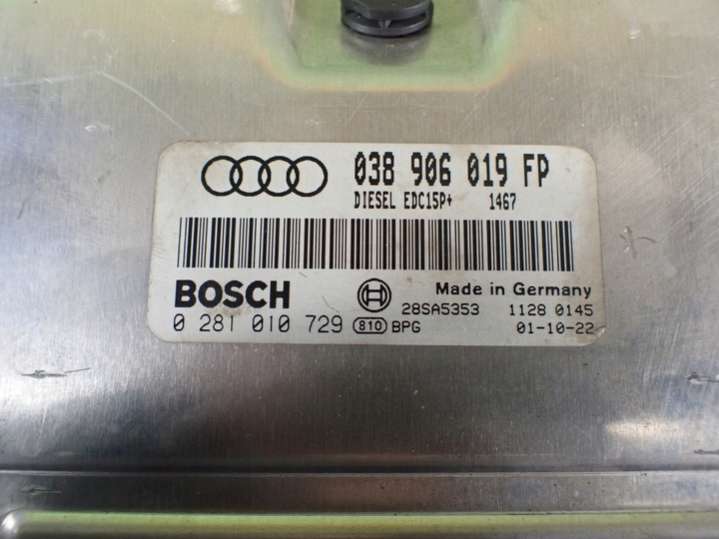 038 906 019 FP
DIESEL EDC15P+ 1467
BOSCH Made in Germany
28SA5353 1128 0145
0 281 010 729 810 BPG 01-10-22